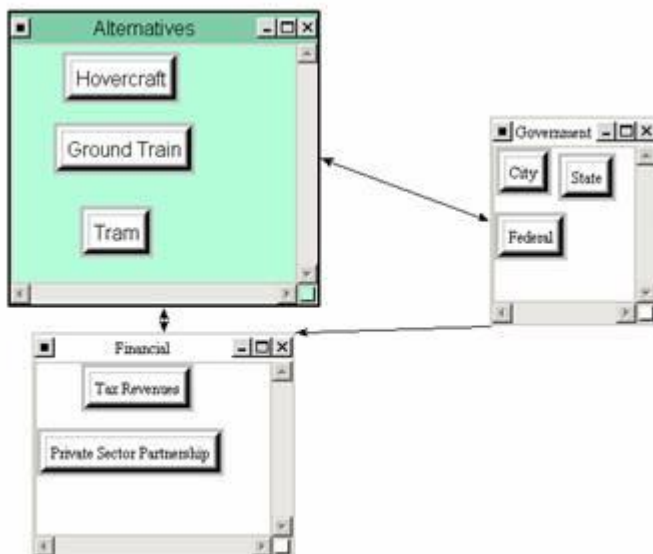 Alternatives
Hovercraft
Ground Train
Tram
Government
City
State
Federal
Financial
Tax Revenues
Private Sector Partnership